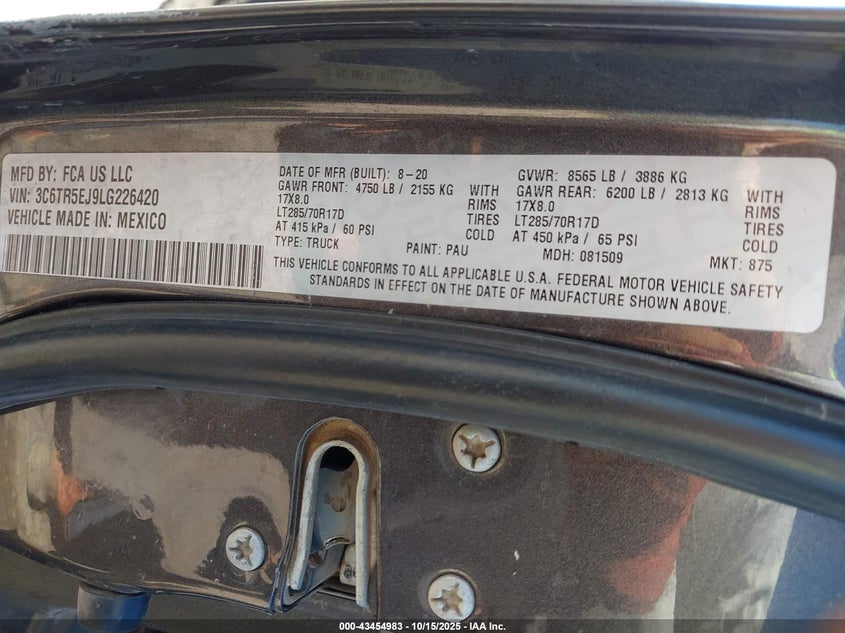 MFD BY: FCA US LLC
VIN: 3C6TR5EJ9LG226420
VEHICLE MADE IN: MEXICO
DATE OF MFR (BUILT): 8-20
GAWR FRONT: 4750 LB / 2155 KG WITH
17X8.0 RIMS
LT285/70R17D TIRES
AT 415 kPa / 60 PSI COLD
TYPE: TRUCK PAINT: PAU
GVWR: 8565 LB / 3886 KG
GAWR REAR: 6200 LB / 2813 KG WITH
17X8.0 RIMS
LT285/70R17D TIRES
AT 450 kPa / 65 PSI COLD
MDH: 081509 MKT: 875
THIS VEHICLE CONFORMS TO ALL APPLICABLE U.S.A. FEDERAL MOTOR VEHICLE SAFETY
STANDARDS IN EFFECT ON THE DATE OF MANUFACTURE SHOWN ABOVE.
000-43454983 - 10/15/2025 - IAA Inc.